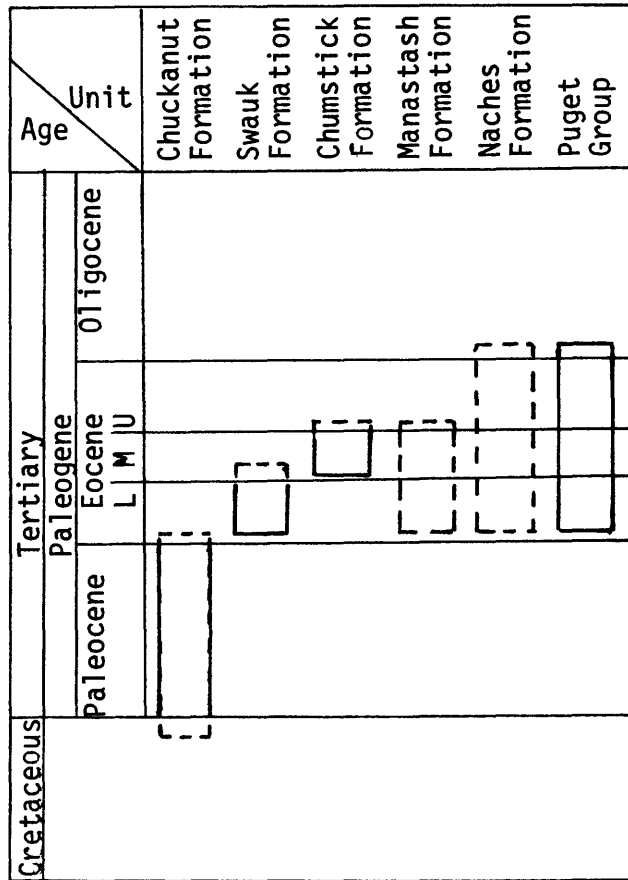 Unit
Age
Chuckanut
Formation
Swauk
Formation
Chumstick
Formation
Manastash
Formation
Naches
Formation
Puget
Group
Tertiary
Paleogene
Oligocene
Eocene
L M U
Paleocene
Cretaceous